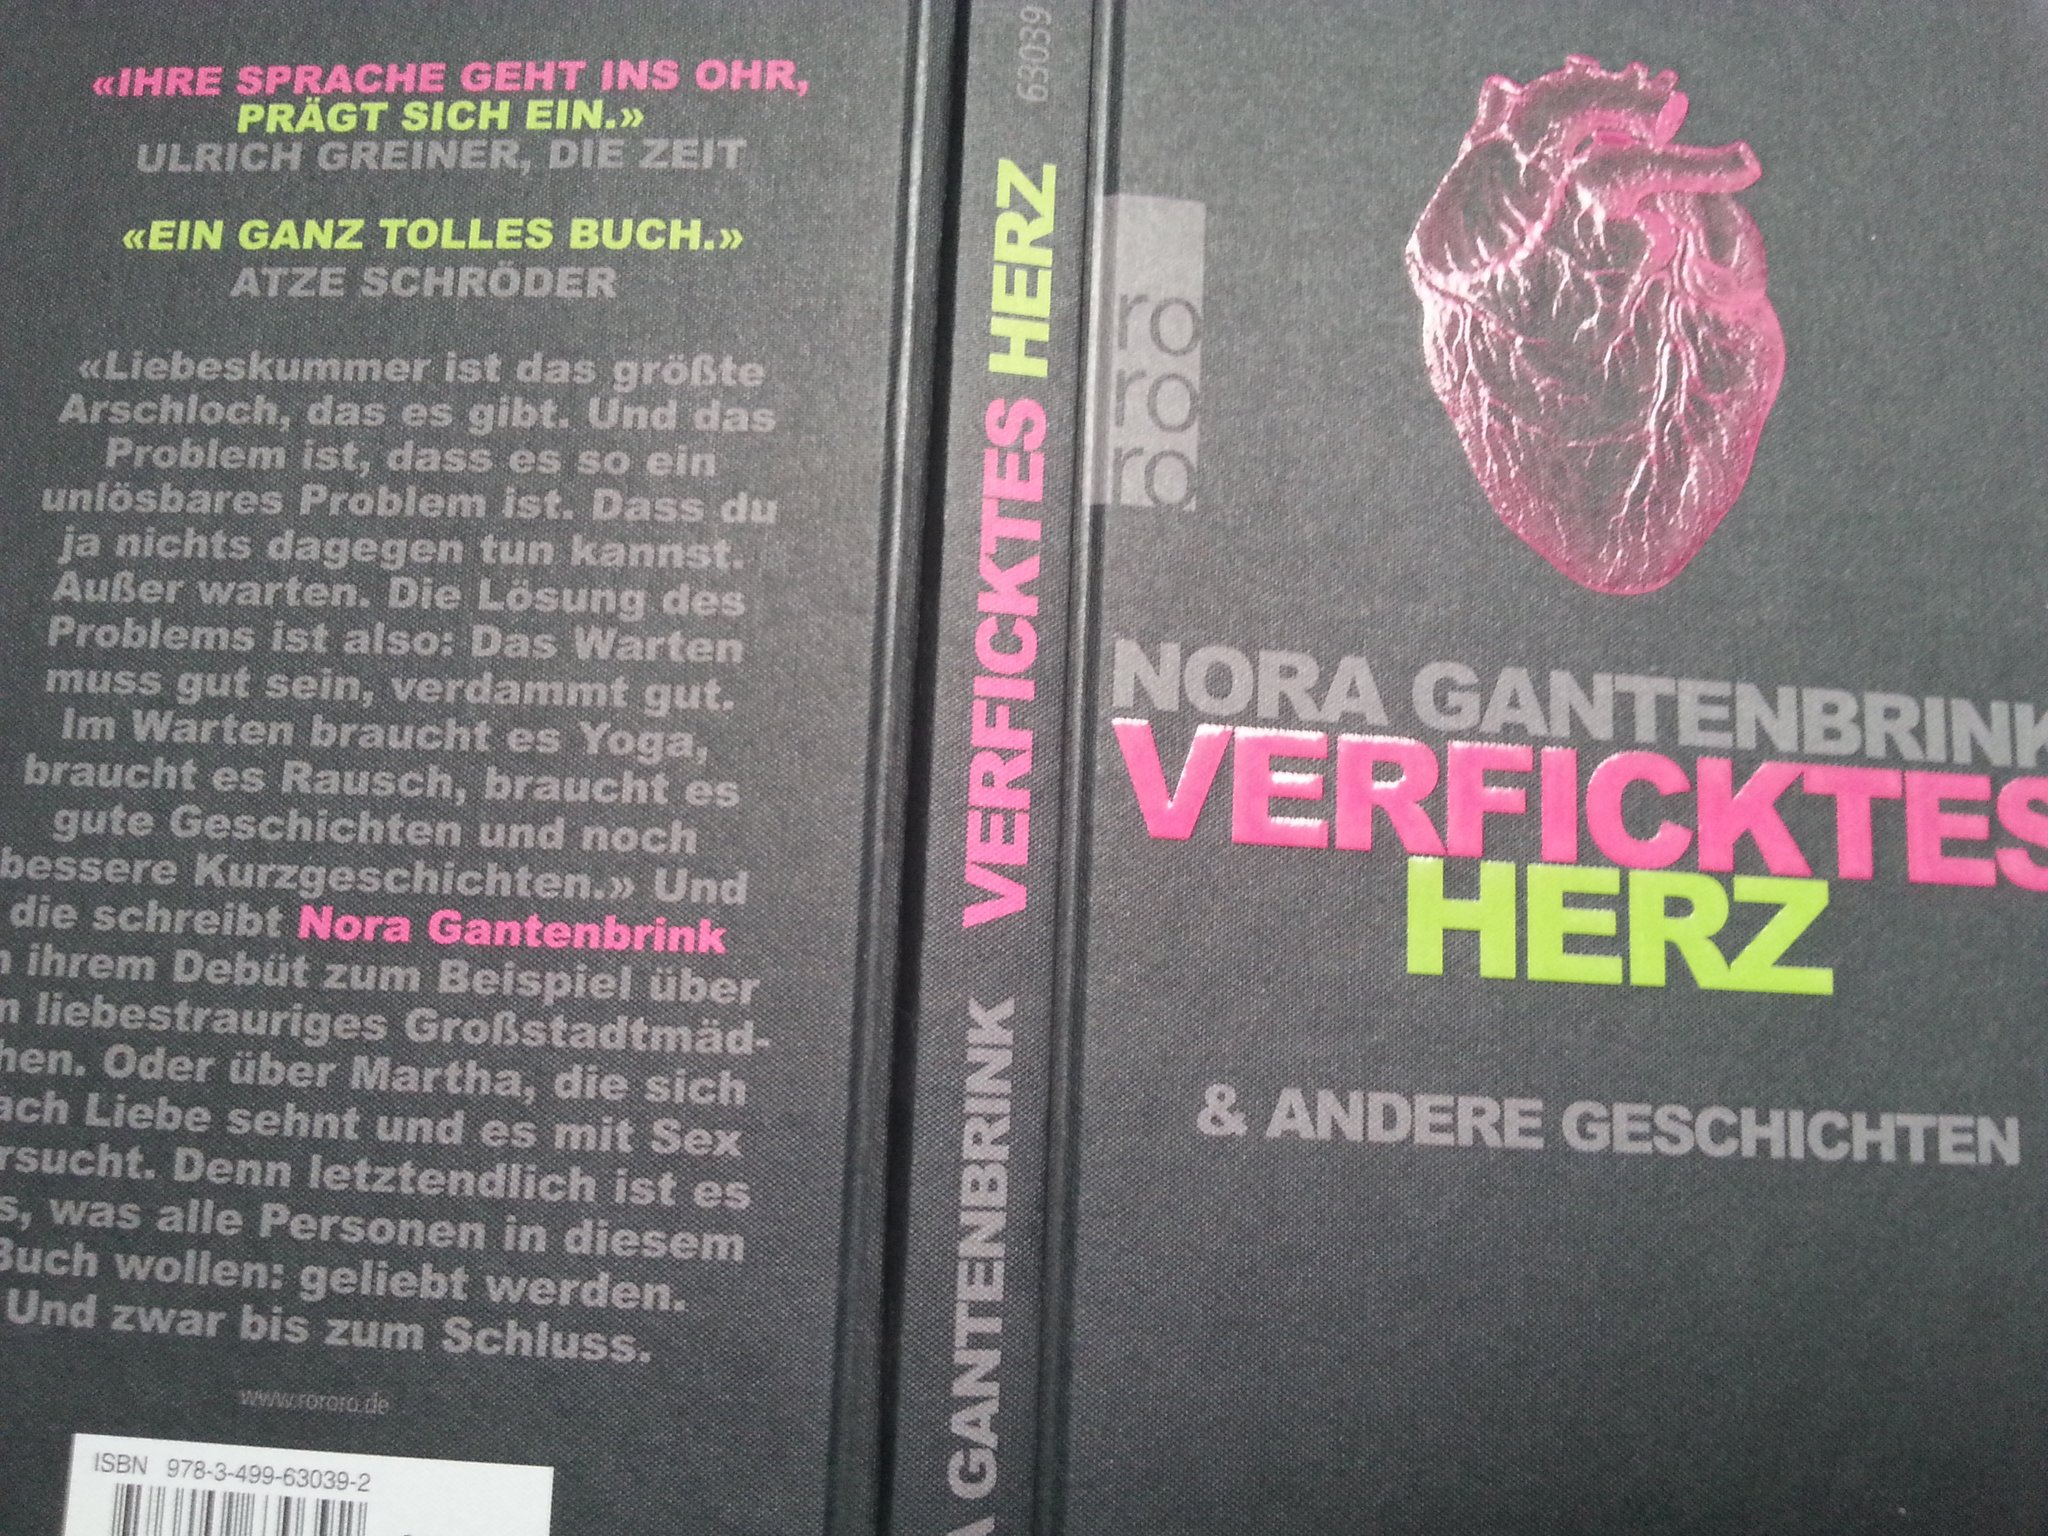 «IHRE SPRACHE GEHT INS OHR,
PRÄGT SICH EIN.»
ULRICH GREINER, DIE ZEIT
«EIN GANZ TOLLES BUCH.»
ATZE SCHRÖDER
«Liebeskummer ist das größte
Arschloch, das es gibt. Und das
Problem ist, dass es so ein
unlösbares Problem ist. Dass du
ja nichts dagegen tun kannst.
Außer warten. Die Lösung des
Problems ist also: Das Warten
muss gut sein, verdammt gut.
Im Warten braucht es Yoga,
braucht es Rausch, braucht es
gute Geschichten und noch
bessere Kurzgeschichten.» Und
die schreibt Nora Gantenbrink
n ihrem Debüt zum Beispiel über
n liebestrauriges Großstadtmäd-
hen. Oder über Martha, die sich
ach Liebe sehnt und es mit Sex
rsucht. Denn letztendlich ist es
s, was alle Personen in diesem
Buch wollen: geliebt werden.
Und zwar bis zum Schluss.
www.rororo.de
ISBN 978-3-499-63039-2
A GANTENBRINK VERFICKTES HERZ 63039
ro
ro
ro
NORA GANTENBRINK
VERFICKTES
HERZ
& ANDERE GESCHICHTEN